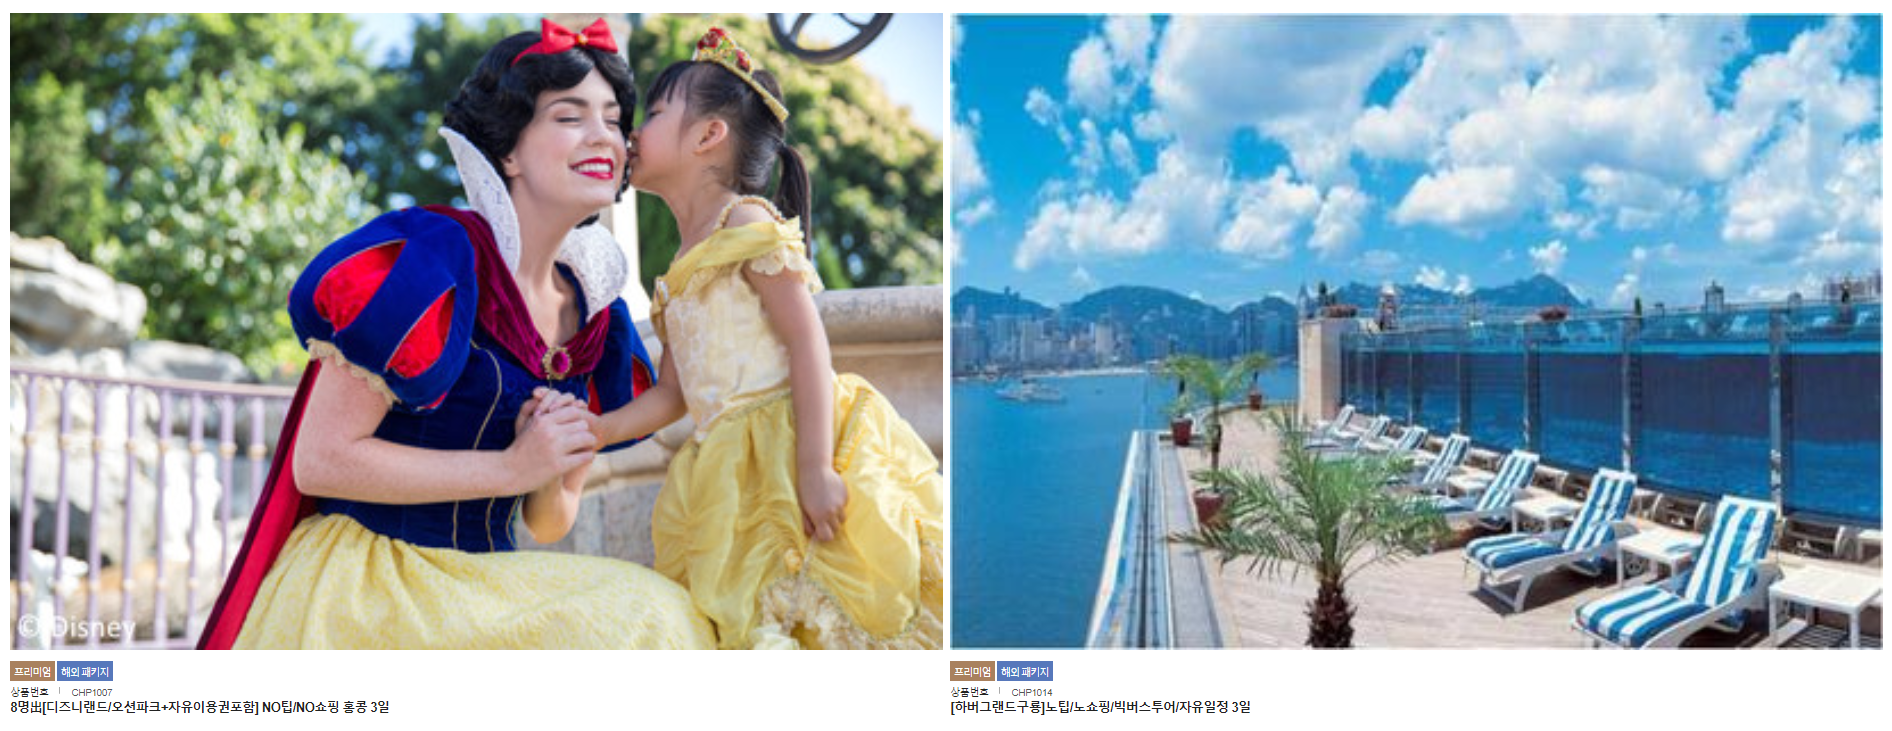 © Disney
프리미엄 해외패키지
상품번호 | CHP1007
8명出[디즈니랜드/오션파크+자유이용권포함] NO팁/NO쇼핑 홍콩 3일
프리미엄 해외패키지
상품번호 | CHP1014
[하버그랜드구룡]노팁/노쇼핑/빅버스투어/자유일정 3일